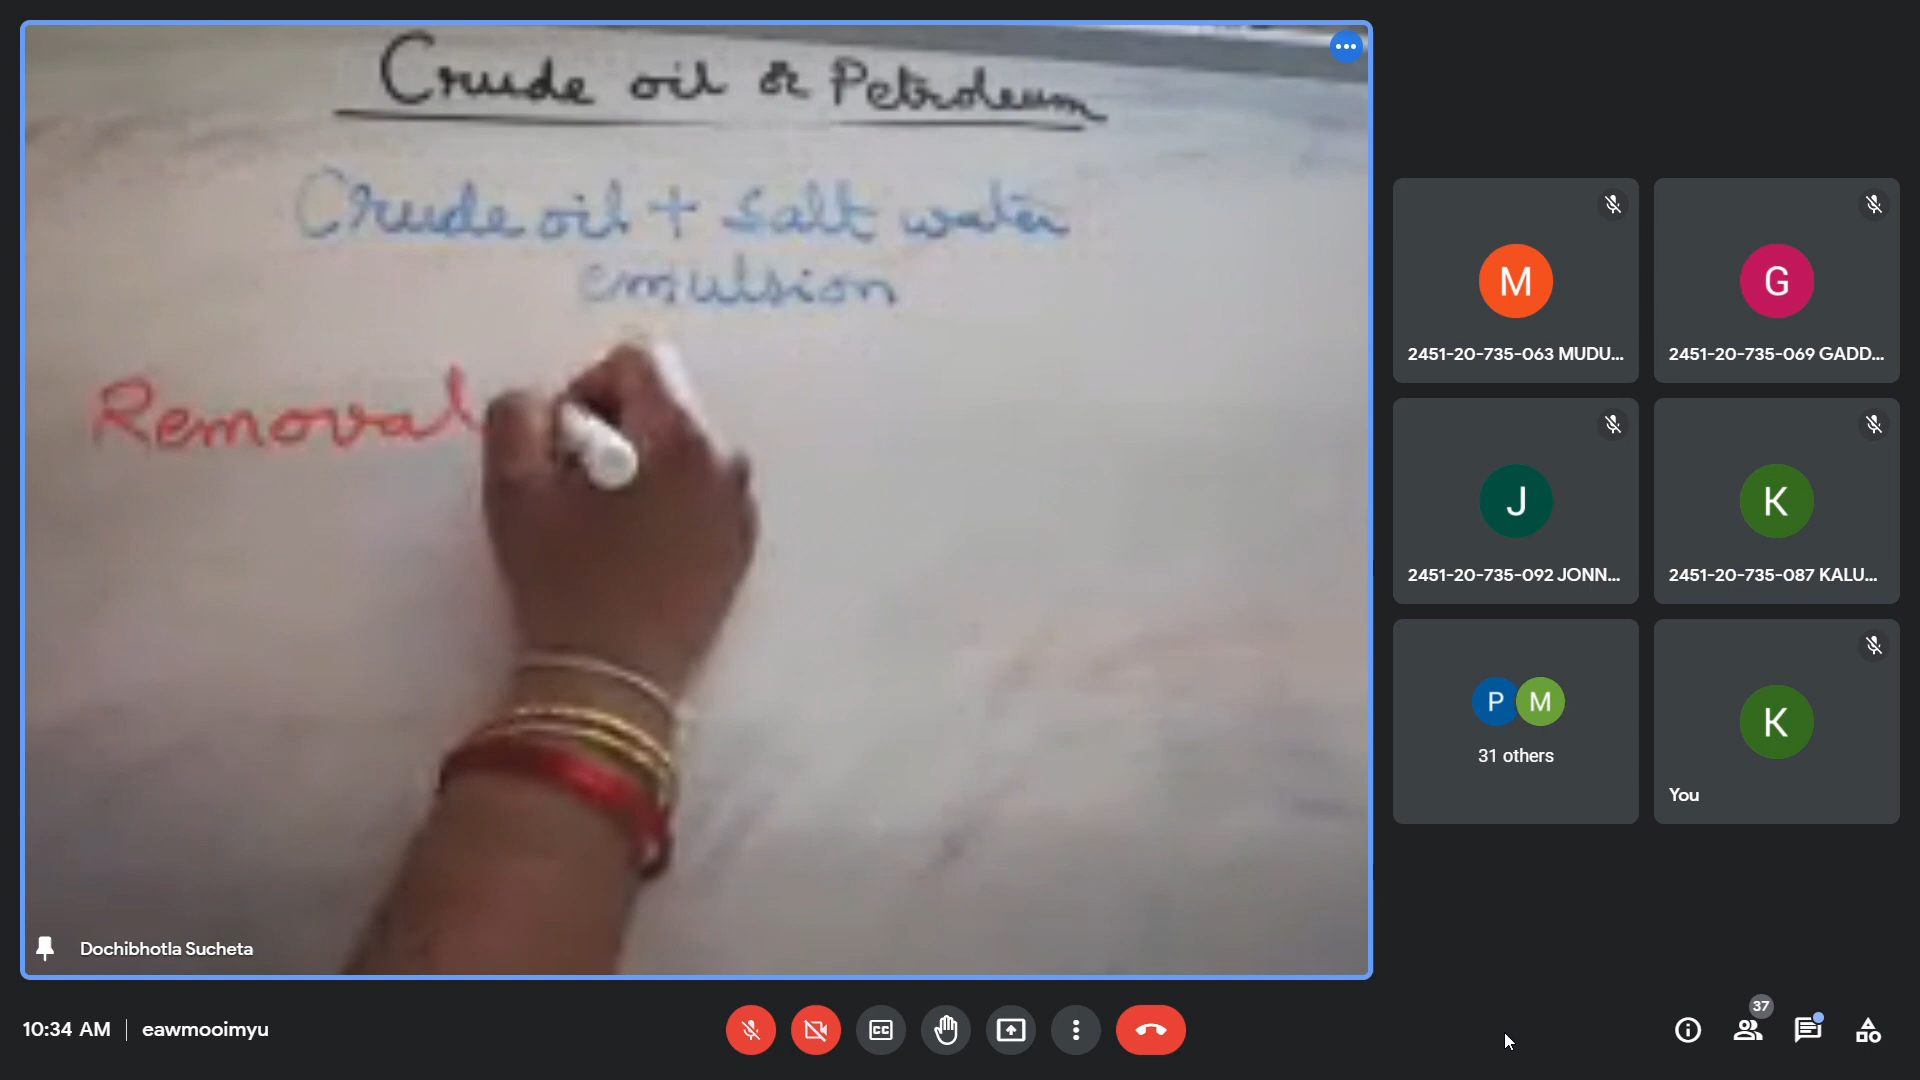 Crude oil & Petroleum
Crude oil + Salt water
emulsion
Removal
Dochibhotla Sucheta
M
2451-20-735-063 MUDU...
G
2451-20-735-069 GADD...
J
2451-20-735-092 JONN...
K
2451-20-735-087 KALU...
P M
31 others
K
You
10:34 AM | eawmooimyu
CC
37